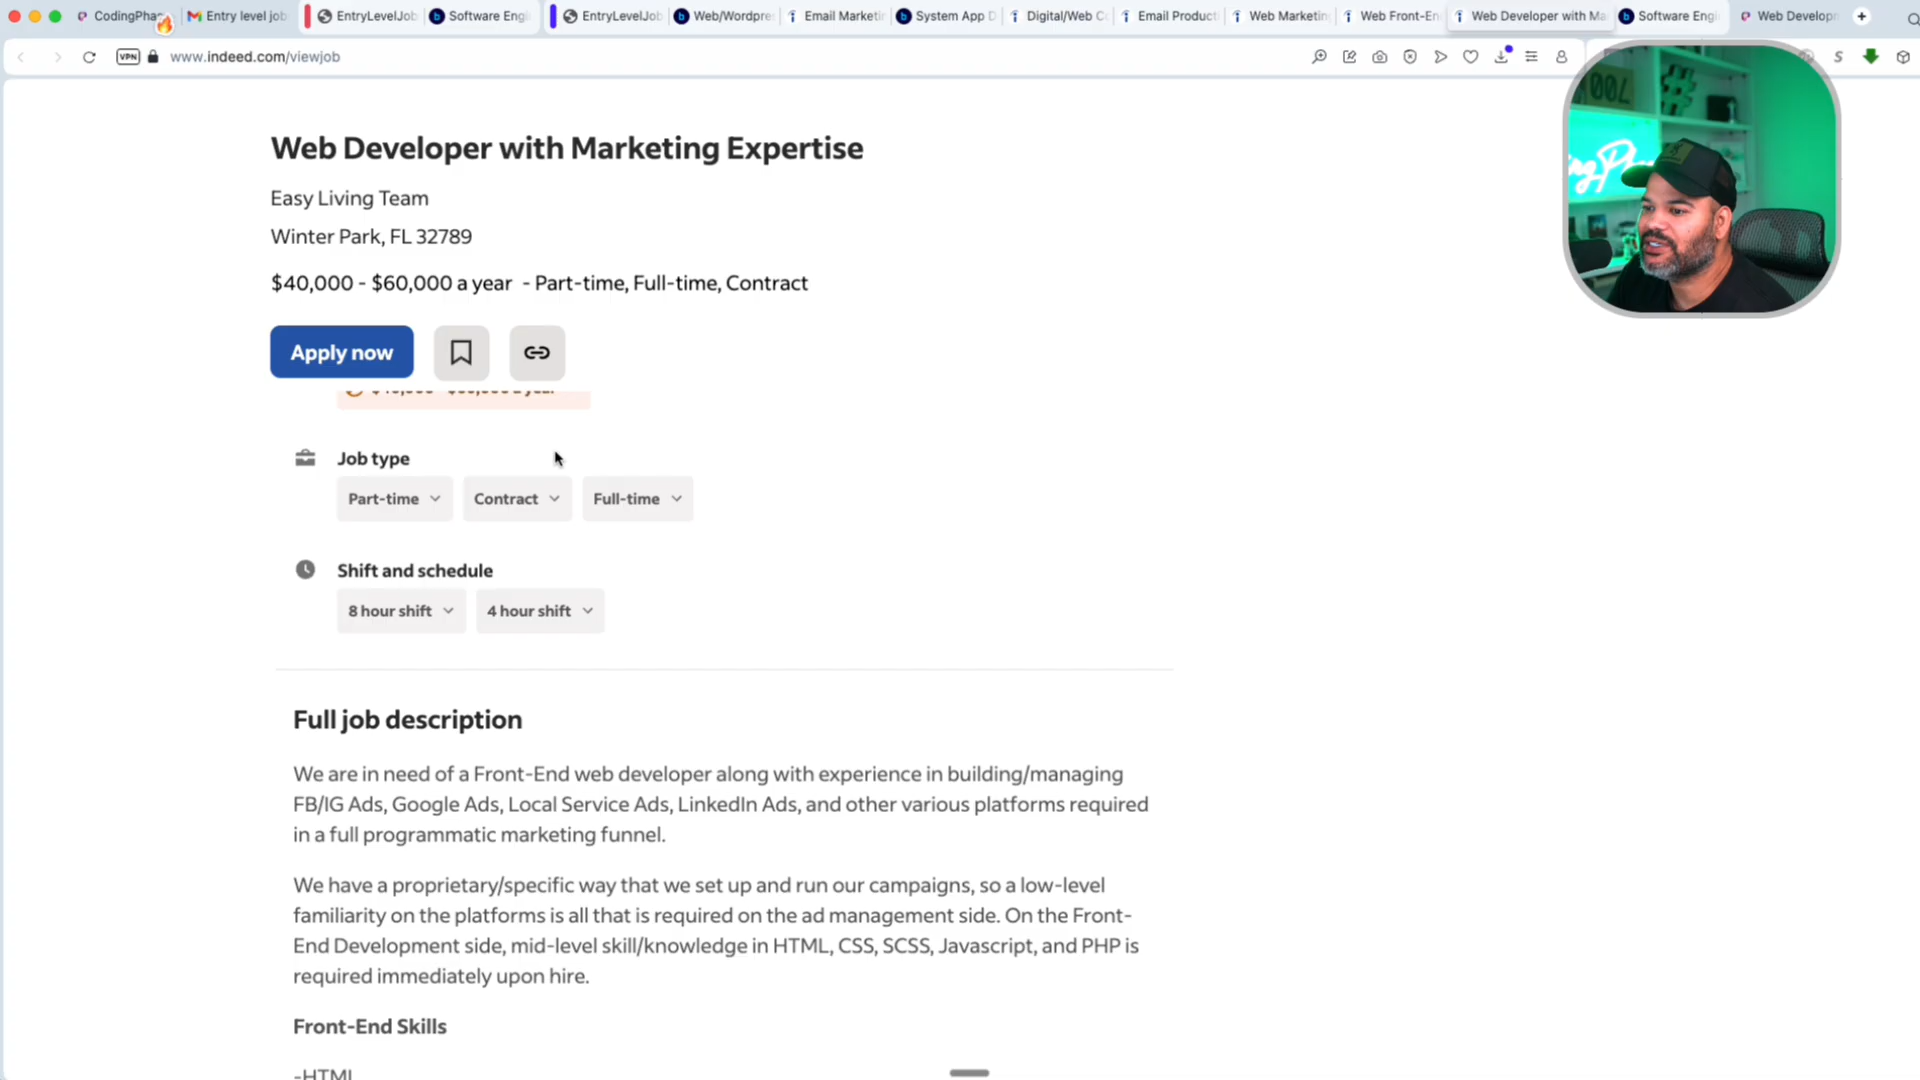 CodingPha
Entry level job
EntryLevelJob
Software Engi
EntryLevelJob
Web/Wordpre
Email Marketi
System App D
Digital/Web C
Email Product
Web Marketin
Web Front-En
Web Developer with Ma
Software Engi
Web Developm
VPN
www.indeed.com/viewjob
Web Developer with Marketing Expertise
Easy Living Team
Winter Park, FL 32789
$40,000 - $60,000 a year - Part-time, Full-time, Contract
Apply now
Job type
Part-time
Contract
Full-time
Shift and schedule
8 hour shift
4 hour shift
Full job description
We are in need of a Front-End web developer along with experience in building/managing
FB/IG Ads, Google Ads, Local Service Ads, LinkedIn Ads, and other various platforms required
in a full programmatic marketing funnel.
We have a proprietary/specific way that we set up and run our campaigns, so a low-level
familiarity on the platforms is all that is required on the ad management side. On the Front-
End Development side, mid-level skill/knowledge in HTML, CSS, SCSS, Javascript, and PHP is
required immediately upon hire.
Front-End Skills
-HTML